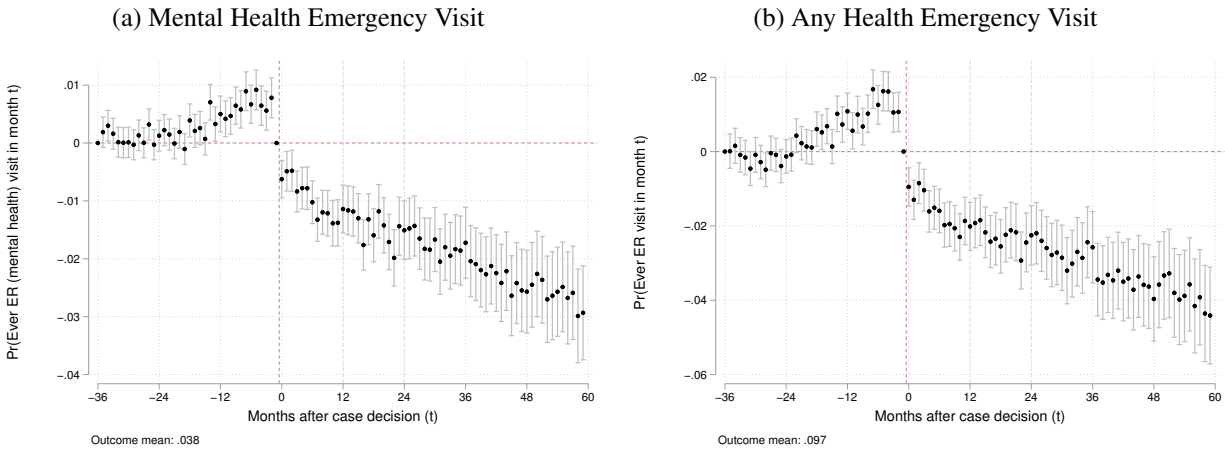 (a) Mental Health Emergency Visit
Pr(Ever ER (mental health) visit in month t)
.01
0
−.01
−.02
−.03
−.04
−36 −24 −12 0 12 24 36 48 60
Months after case decision (t)
Outcome mean: .038
(b) Any Health Emergency Visit
Pr(Ever ER visit in month t)
.02
0
−.02
−.04
−.06
−36 −24 −12 0 12 24 36 48 60
Months after case decision (t)
Outcome mean: .097